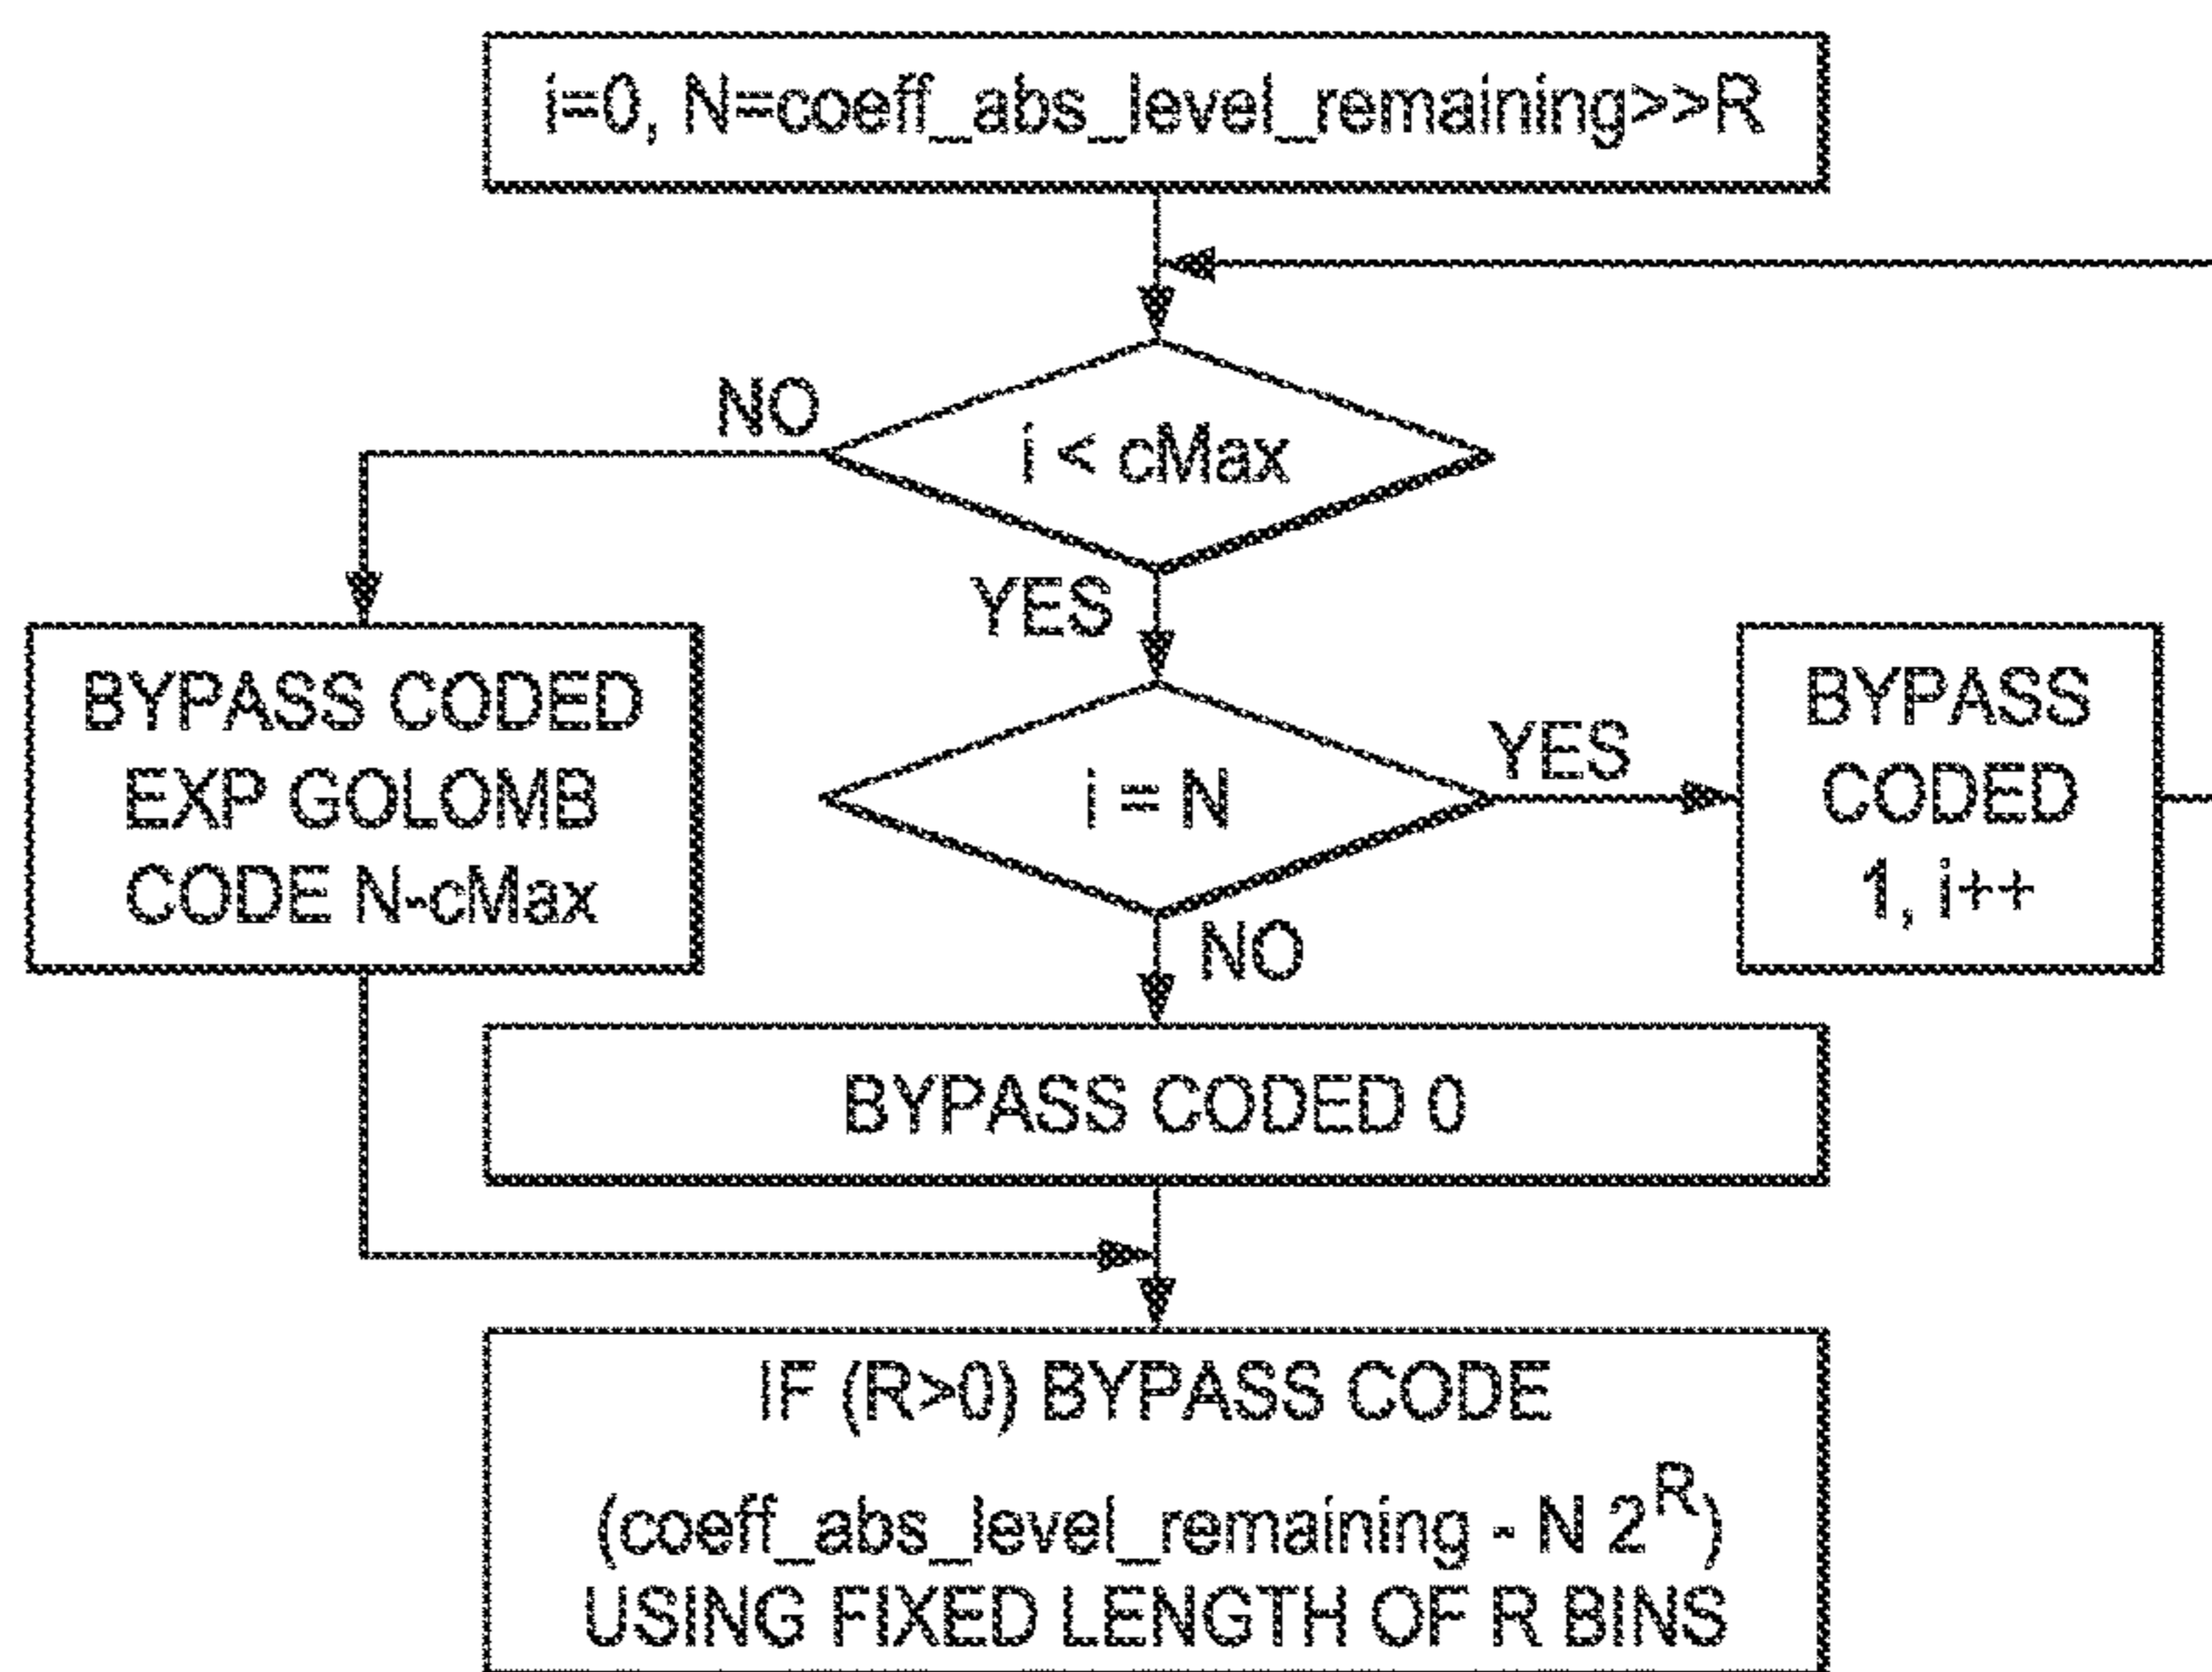 i=0, N=coeff_abs_level_remaining>>R
NO
i < cMax
YES
BYPASS CODED
EXP GOLOMB
CODE N-cMax
i = N
YES
BYPASS
CODED
1, i++
NO
BYPASS CODED 0
IF (R>0) BYPASS CODE
(coeff_abs_level_remaining - N 2^R)
USING FIXED LENGTH OF R BINS